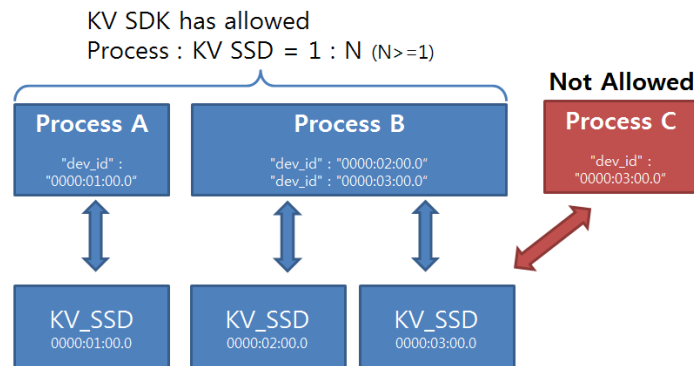 KV SDK has allowed
Process : KV SSD = 1 : N (N>=1)
Not Allowed
Process A
"dev_id" :
"0000:01:00.0“
Process B
"dev_id" : "0000:02:00.0“
"dev_id" : "0000:03:00.0”
Process C
"dev_id" :
"0000:03:00.0”
KV_SSD
0000:01:00.0
KV_SSD
0000:02:00.0
KV_SSD
0000:03:00.0